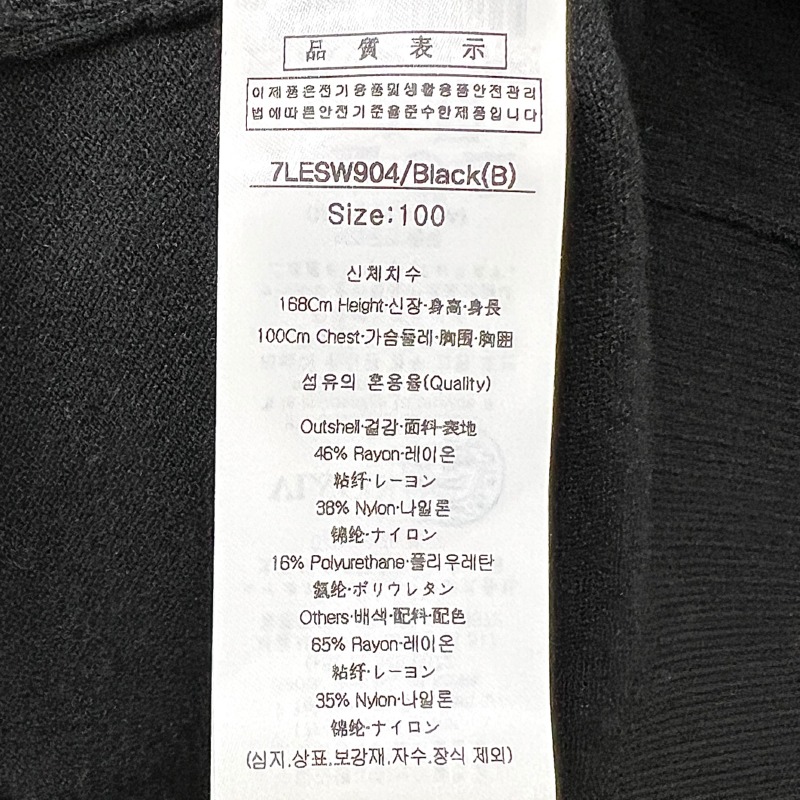 品質表示
이제품은전기용품및생활용품안전관리
법에따른안전기준을준수한제품입니다
7LESW904/Black(B)
Size:100
신체치수
168Cm Height·신장·身高·身長
100Cm Chest·가슴둘레·胸围·胸囲
섬유의 혼용율(Quality)
Outshell·겉감·面料·表地
46% Rayon·레이온
粘纤·レーヨン
38% Nylon·나일론
锦纶·ナイロン
16% Polyurethane·폴리우레탄
氨纶·ポリウレタン
Others·배색·配料·配色
65% Rayon·레이온
粘纤·レーヨン
35% Nylon·나일론
锦纶·ナイロン
(심지.상표.보강재.자수.장식 제외)